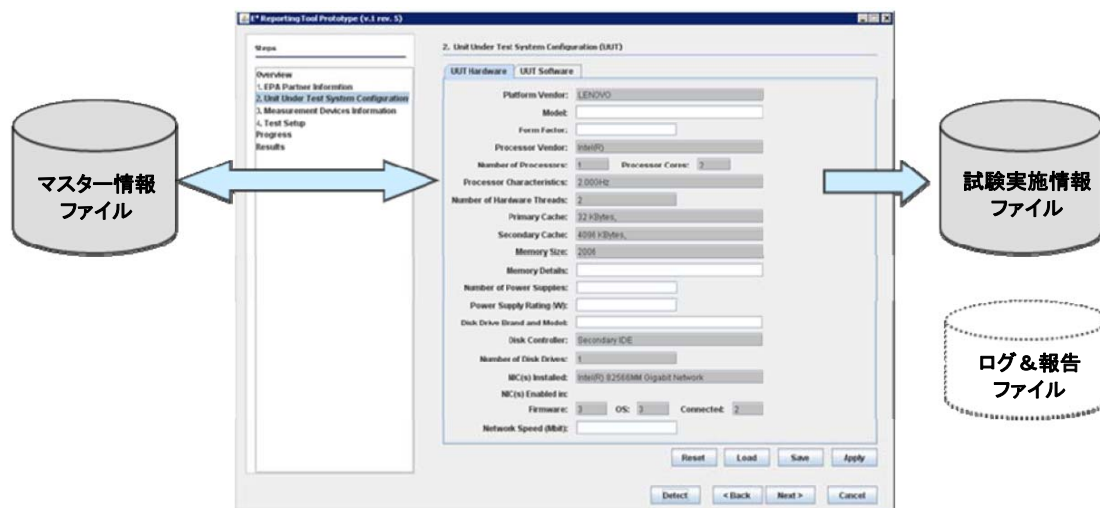 E* Reporting Tool Prototype (v.1 rev. 5)
Steps
Overview
1. EPA Partner Informtion
2. Unit Under Test System Configuration
3. Measurement Devices Information
4. Test Setup
Progress
Results
2. Unit Under Test System Configuration (UUT)
UUT Hardware UUT Software
Platform Vendor: LENOVO
Model:
Form Factor:
Processor Vendor: Intel(R)
Number of Processors: 1 Processor Cores: 2
Processor Characteristics: 2.00GHz
Number of Hardware Threads: 2
Primary Cache: 32 KBytes,
Secondary Cache: 4096 KBytes,
Memory Size: 2006
Memory Details:
Number of Power Supplies:
Power Supply Rating (W):
Disk Drive Brand and Model:
Disk Controller: Secondary IDE
Number of Disk Drives: 1
NIC(s) Installed: Intel(R) 82566MM Gigabit Network
NIC(s) Enabled in:
Firmware: 3 OS: 3 Connected: 2
Network Speed (Mbit):
Reset Load Save Apply
Detect < Back Next > Cancel
マスター情報
ファイル
試験実施情報
ファイル
ログ&報告
ファイル